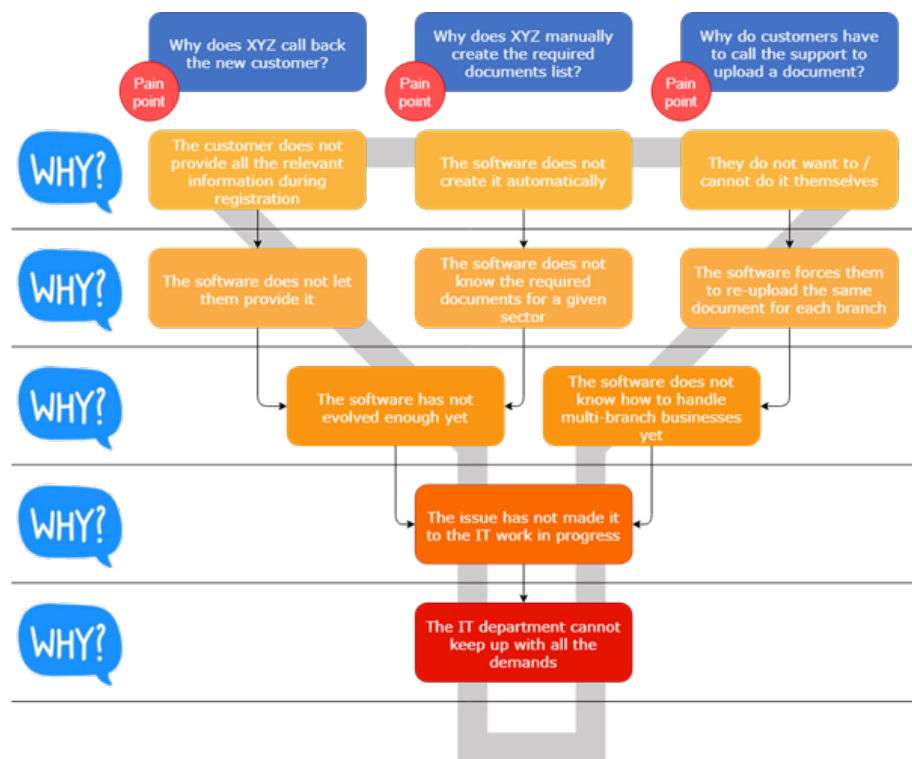 Why does XYZ call back
the new customer?
Pain
point
Why does XYZ manually
create the required
documents list?
Pain
point
Why do customers have
to call the support to
upload a document?
Pain
point
WHY?
The customer does not
provide all the relevant
information during
registration
The software does not
create it automatically
They do not want to /
cannot do it themselves
WHY?
The software does not let
them provide it
The software does not
know the required
documents for a given
sector
The software forces them
to re-upload the same
document for each branch
WHY?
The software has not
evolved enough yet
The software does not
know how to handle
multi-branch businesses
yet
WHY?
The issue has not made it
to the IT work in progress
WHY?
The IT department cannot
keep up with all the
demands